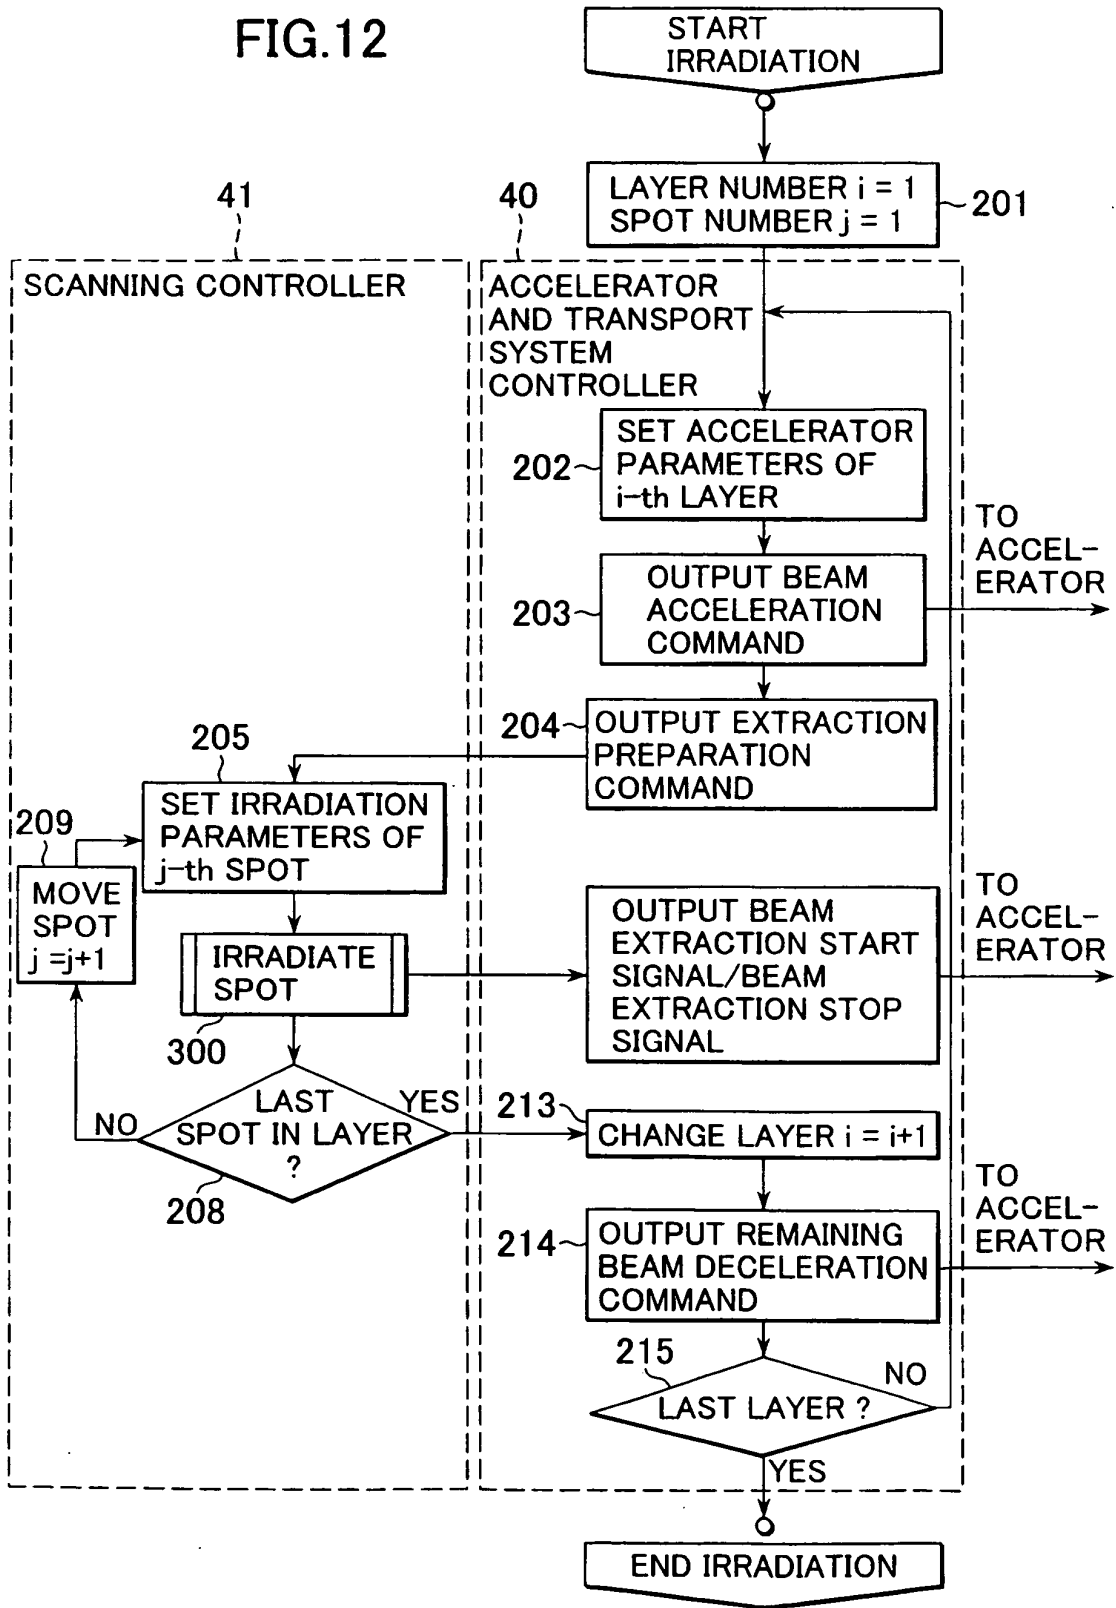 FIG.12
START
IRRADIATION
LAYER NUMBER i = 1
SPOT NUMBER j = 1
201
41
40
SCANNING CONTROLLER
ACCELERATOR
AND TRANSPORT
SYSTEM
CONTROLLER
202
SET ACCELERATOR
PARAMETERS OF
i-th LAYER
TO
ACCEL-
ERATOR
203
OUTPUT BEAM
ACCELERATION
COMMAND
204
OUTPUT EXTRACTION
PREPARATION
COMMAND
205
SET IRRADIATION
PARAMETERS OF
j-th SPOT
209
MOVE
SPOT
j =j+1
IRRADIATE
SPOT
300
OUTPUT BEAM
EXTRACTION START
SIGNAL/BEAM
EXTRACTION STOP
SIGNAL
TO
ACCEL-
ERATOR
LAST
SPOT IN LAYER
?
NO
YES
208
213
CHANGE LAYER i = i+1
214
OUTPUT REMAINING
BEAM DECELERATION
COMMAND
TO
ACCEL-
ERATOR
215
LAST LAYER ?
NO
YES
END IRRADIATION